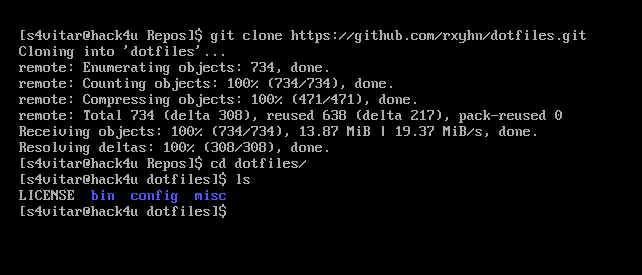 [s4vitar@hack4u Repos]$ git clone https://github.com/rxyhn/dotfiles.git
Cloning into 'dotfiles'...
remote: Enumerating objects: 734, done.
remote: Counting objects: 100% (734/734), done.
remote: Compressing objects: 100% (471/471), done.
remote: Total 734 (delta 308), reused 638 (delta 217), pack-reused 0
Receiving objects: 100% (734/734), 13.87 MiB | 19.37 MiB/s, done.
Resolving deltas: 100% (308/308), done.
[s4vitar@hack4u Repos]$ cd dotfiles/
[s4vitar@hack4u dotfiles]$ ls
LICENSE  bin  config  misc
[s4vitar@hack4u dotfiles]$